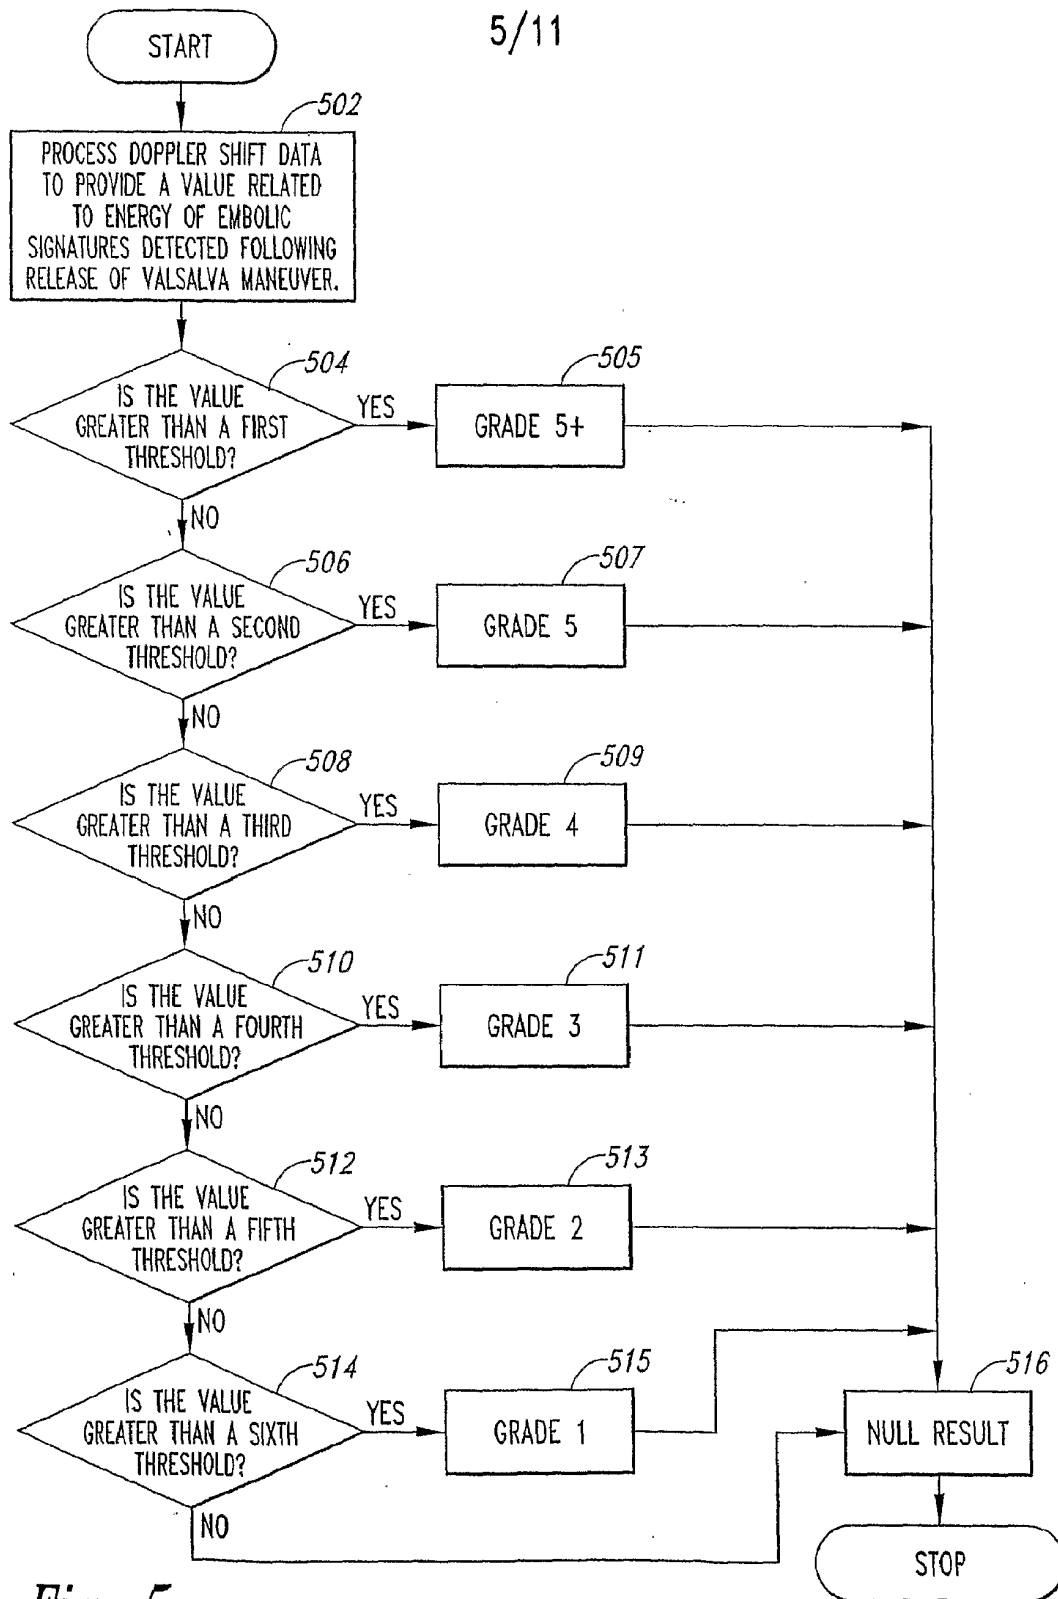 5/11
START
502
PROCESS DOPPLER SHIFT DATA
TO PROVIDE A VALUE RELATED
TO ENERGY OF EMBOLIC
SIGNATURES DETECTED FOLLOWING
RELEASE OF VALSALVA MANEUVER.
504
IS THE VALUE
GREATER THAN A FIRST
THRESHOLD?
YES
505
GRADE 5+
NO
506
IS THE VALUE
GREATER THAN A SECOND
THRESHOLD?
YES
507
GRADE 5
NO
508
IS THE VALUE
GREATER THAN A THIRD
THRESHOLD?
YES
509
GRADE 4
NO
510
IS THE VALUE
GREATER THAN A FOURTH
THRESHOLD?
YES
511
GRADE 3
NO
512
IS THE VALUE
GREATER THAN A FIFTH
THRESHOLD?
YES
513
GRADE 2
NO
514
IS THE VALUE
GREATER THAN A SIXTH
THRESHOLD?
YES
515
GRADE 1
NO
516
NULL RESULT
STOP
Fig. 5